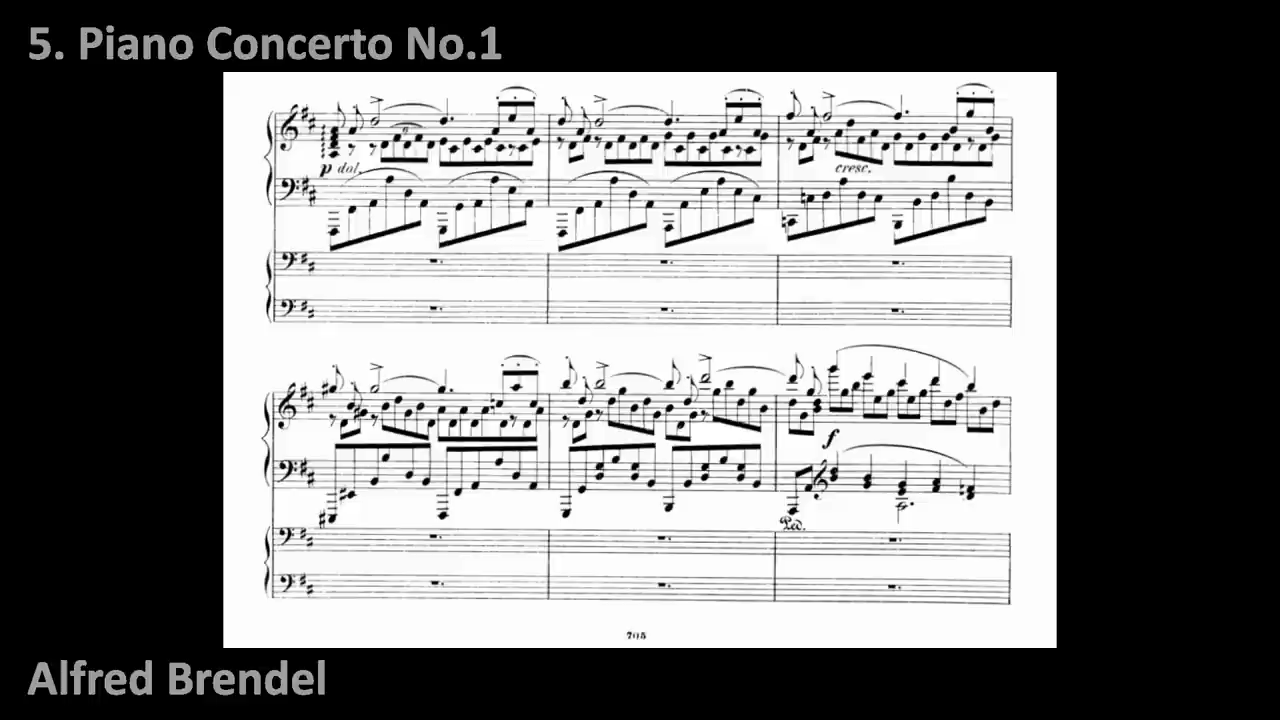 5. Piano Concerto No.1
p dol.
cresc.
f
Ped.
705
Alfred Brendel